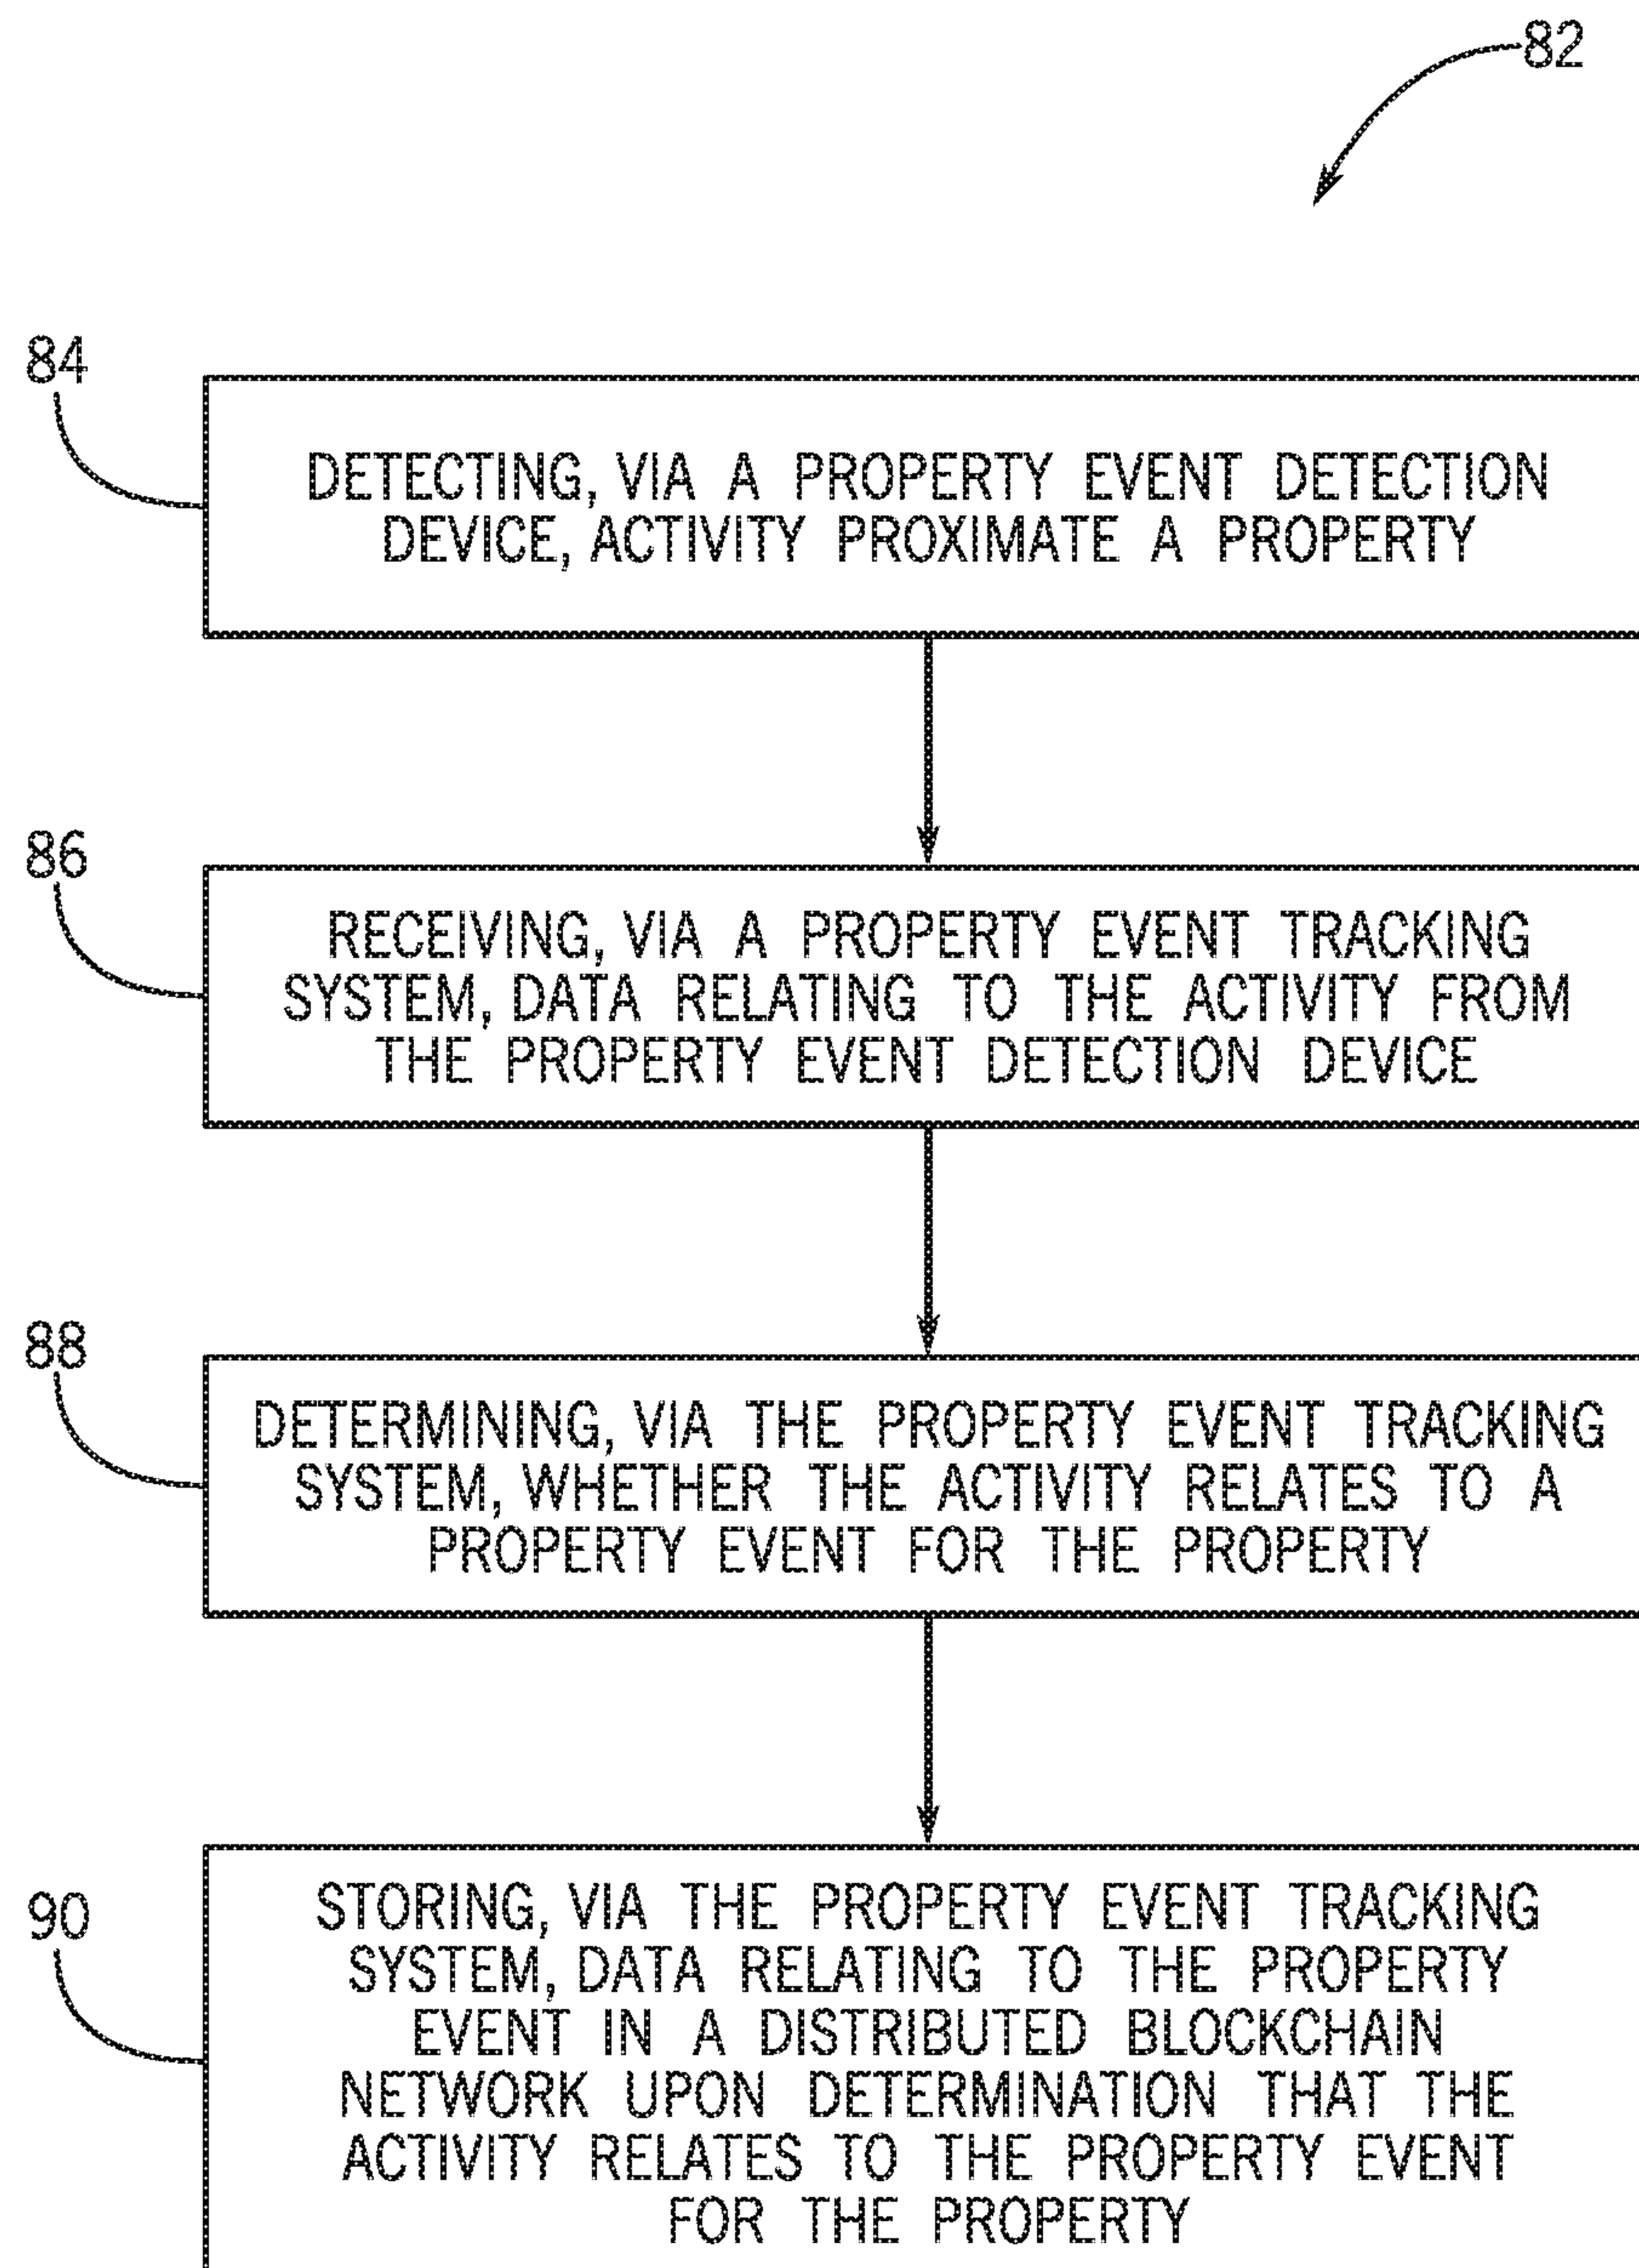 82
84
DETECTING, VIA A PROPERTY EVENT DETECTION
DEVICE, ACTIVITY PROXIMATE A PROPERTY
86
RECEIVING, VIA A PROPERTY EVENT TRACKING
SYSTEM, DATA RELATING TO THE ACTIVITY FROM
THE PROPERTY EVENT DETECTION DEVICE
88
DETERMINING, VIA THE PROPERTY EVENT TRACKING
SYSTEM, WHETHER THE ACTIVITY RELATES TO A
PROPERTY EVENT FOR THE PROPERTY
90
STORING, VIA THE PROPERTY EVENT TRACKING
SYSTEM, DATA RELATING TO THE PROPERTY
EVENT IN A DISTRIBUTED BLOCKCHAIN
NETWORK UPON DETERMINATION THAT THE
ACTIVITY RELATES TO THE PROPERTY EVENT
FOR THE PROPERTY